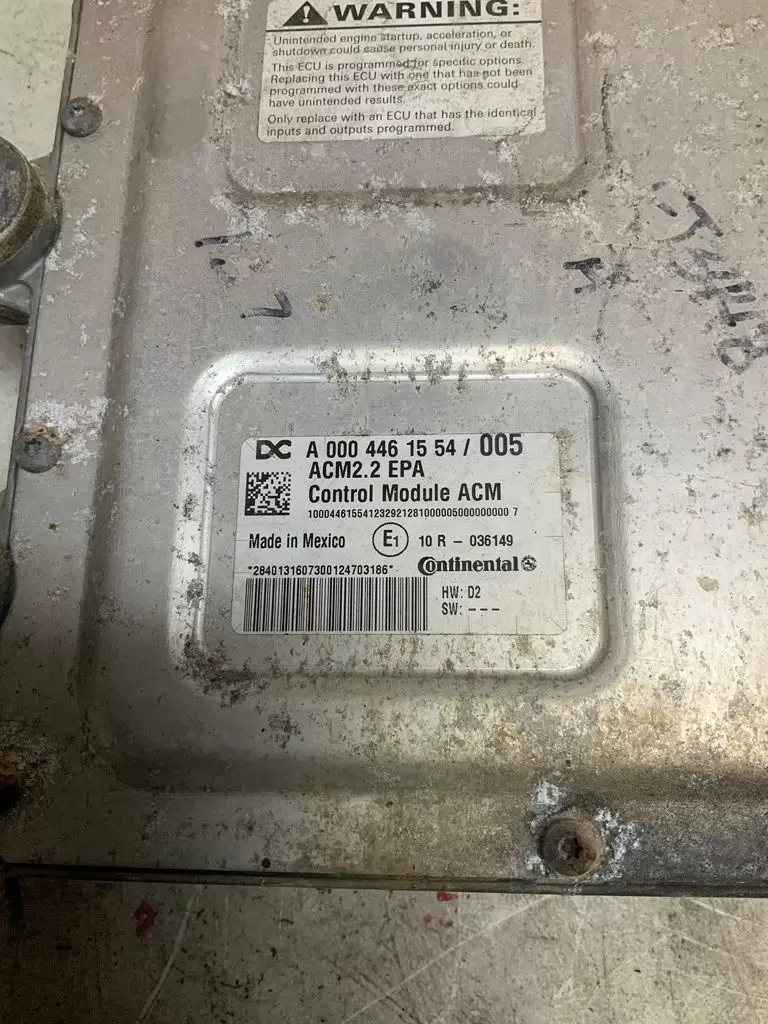 WARNING:
Unintended engine startup, acceleration, or
shutdown could cause personal injury or death.
This ECU is programmed for specific options.
Replacing this ECU with one that has not been
programmed with these exact options could
have unintended results.
Only replace with an ECU that has the identical
inputs and outputs programmed.
DC A 000 446 15 54 / 005
ACM2.2 EPA
Control Module ACM
10004461554123292128100000500000000 7
Made in Mexico E1 10 R - 036149
*2840131607300124703186* Continental
HW: D2
SW: ---